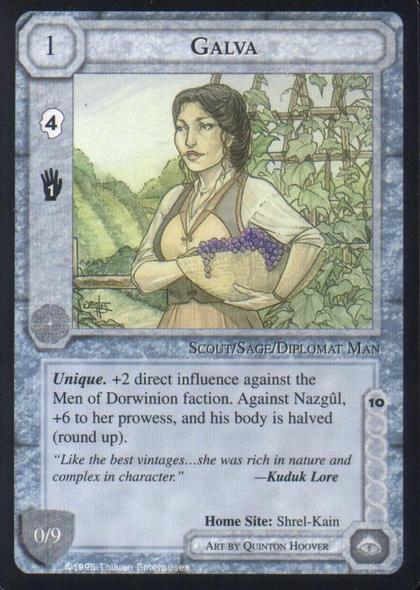 1
GALVA
4
1
SCOUT/SAGE/DIPLOMAT MAN
Unique. +2 direct influence against the
Men of Dorwinion faction. Against Nazgûl,
+6 to her prowess, and his body is halved
(round up).
10
“Like the best vintages…she was rich in nature and
complex in character.” —Kuduk Lore
Home Site: Shrel-Kain
0/9
ART BY QUINTON HOOVER
©1995 Tolkien Enterprises